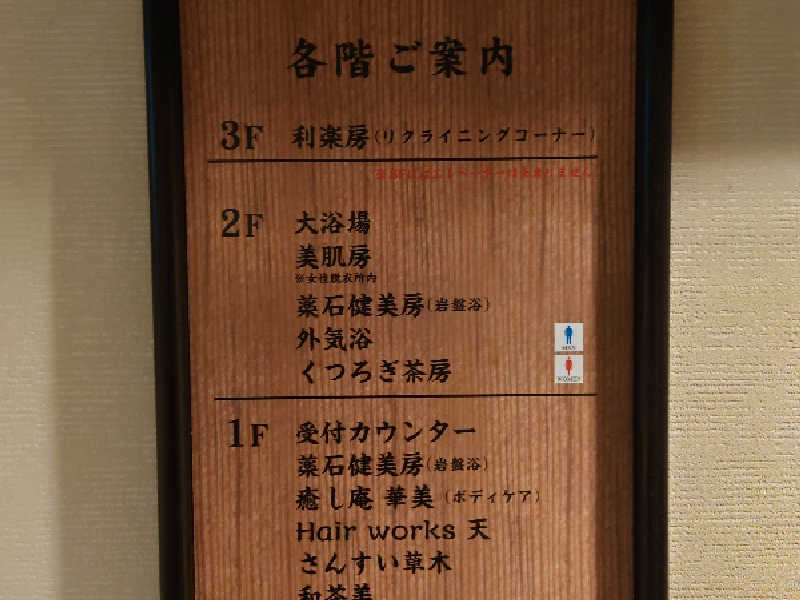 各階ご案内
3F 利楽房(リクライニングコーナー)
2F 大浴場
美肌房
※女性脱衣所内
薬石健美房(岩盤浴)
外気浴
くつろぎ茶房
MAN
WOMEN
1F 受付カウンター
薬石健美房(岩盤浴)
癒し庵 華美(ボディケア)
Hair works 天
さんすい草木
和茶美